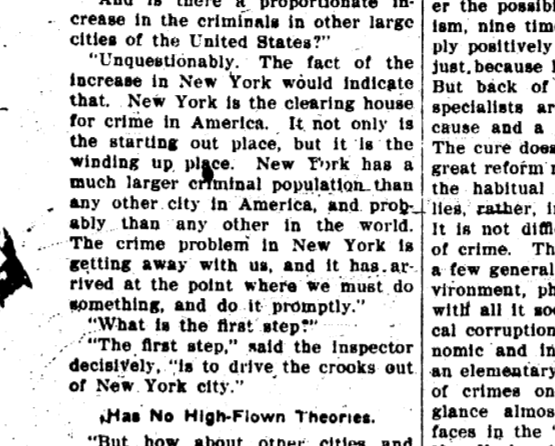 "And is there a proportionate in-
crease in the criminals in other large
cities of the United States?"
"Unquestionably. The fact of the
increase in New York would indicate
that. New York is the clearing house
for crime in America. It not only is
the starting out place, but it is the
winding up place. New York has a
much larger criminal population than
any other city in America, and prob-
ably than any other in the world.
The crime problem in New York is
getting away with us, and it has ar-
rived at the point where we must do
something, and do it promptly."
"What is the first step?"
"The first step," said the inspector
decisively, "is to drive the crooks out
of New York city."
Has No High-Flown Theories.
"But how about other cities and
er the possibi
ism, nine tim
ply positively
just because
But back of
specialists ar
cause and a
The cure does
great reform
the habitual
lies, rather, i
It is not diffi
of crime. Th
a few general
vironment, ph
with all it so
cal corruption
nomic and in
an elementary
of crimes on
glance almos
faces in the